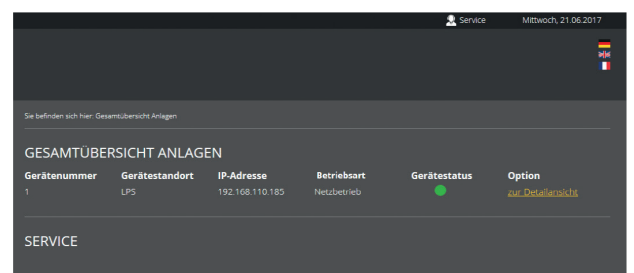 Service Mittwoch, 21.06.2017
Sie befinden sich hier: Gesamtübersicht Anlagen
GESAMTÜBERSICHT ANLAGEN
Gerätenummer Gerätestandort IP-Adresse Betriebsart Gerätestatus Option
1 LPS 192.168.110.185 Netzbetrieb zur Detailansicht
SERVICE